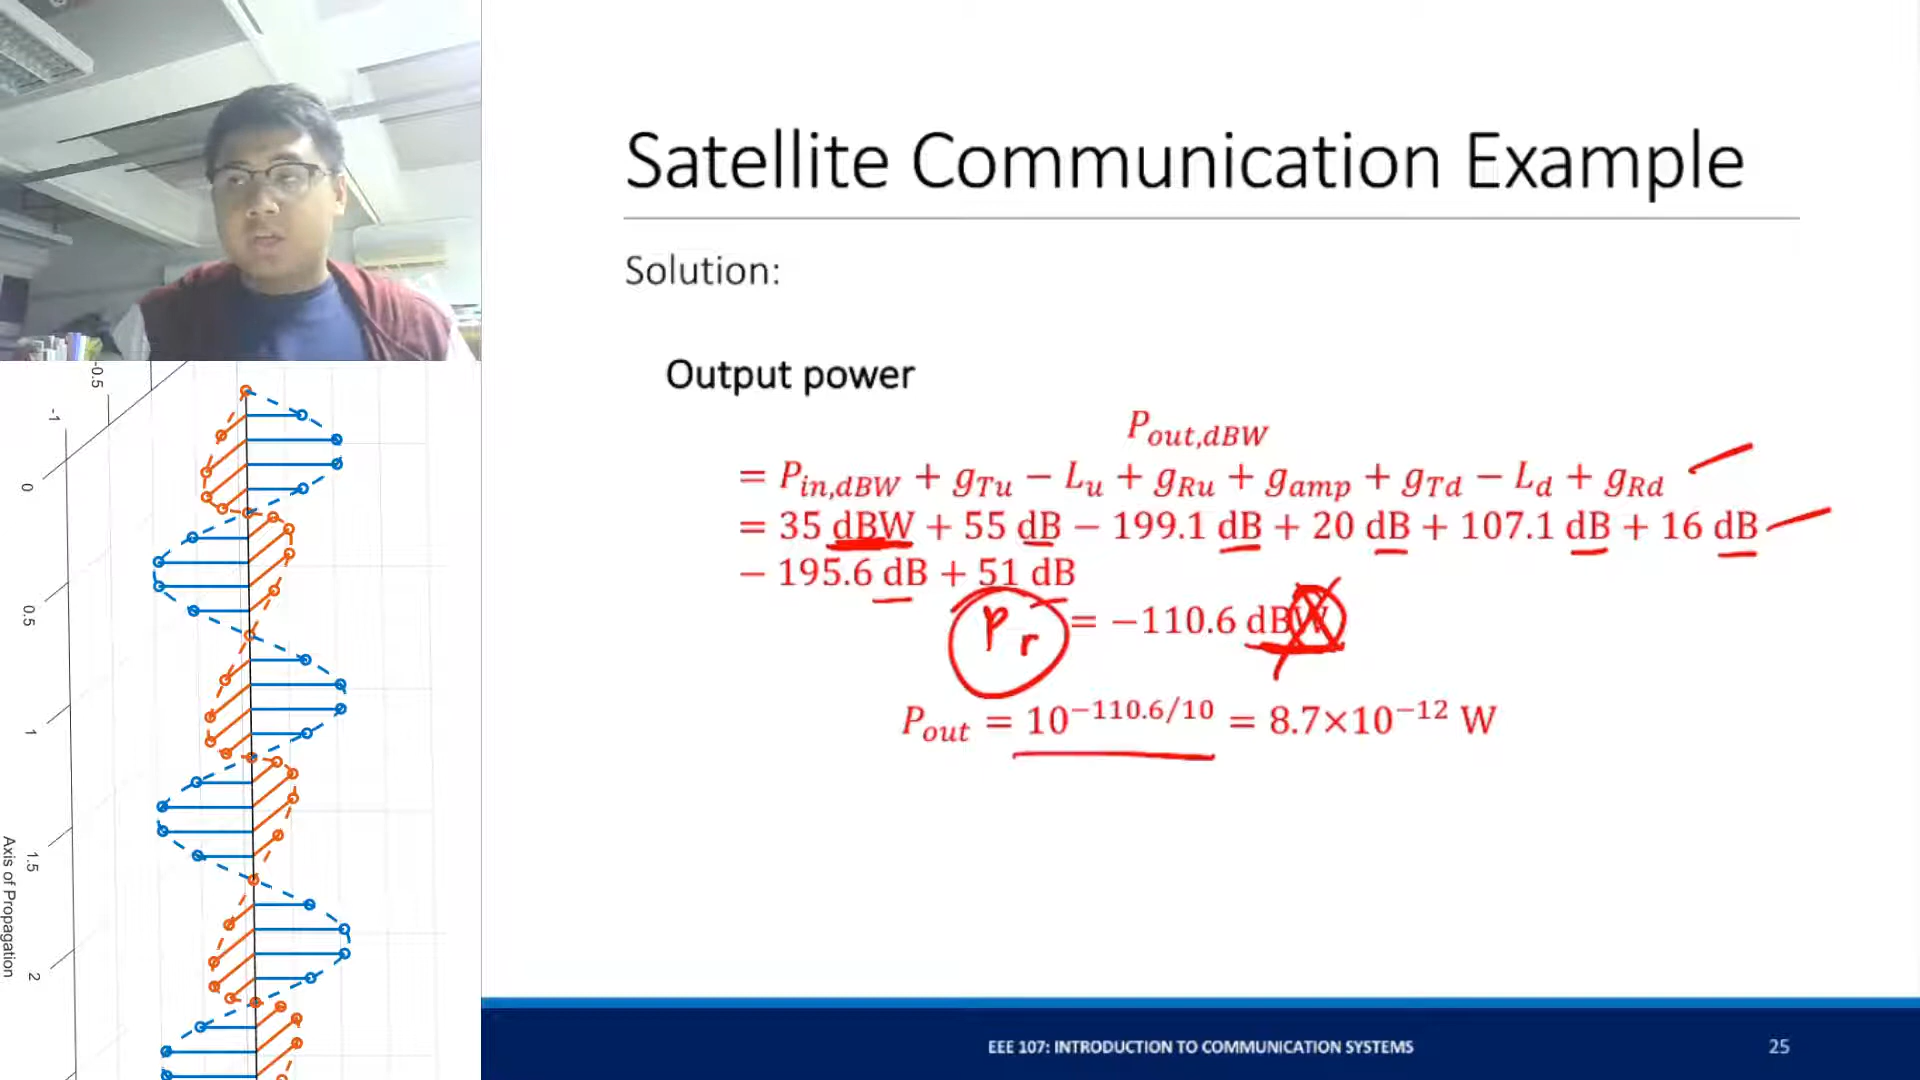 Satellite Communication Example
Solution:
Output power
P_out,dBW
= P_in,dBW + g_Tu − L_u + g_Ru + g_amp + g_Td − L_d + g_Rd
= 35 dBW + 55 dB − 199.1 dB + 20 dB + 107.1 dB + 16 dB
− 195.6 dB + 51 dB
P_r = −110.6 dBW
P_out = 10^{−110.6/10} = 8.7×10^{−12} W
EEE 107: INTRODUCTION TO COMMUNICATION SYSTEMS
25
-0.5
-1
0
0.5
1
1.5
2
Axis of Propagation